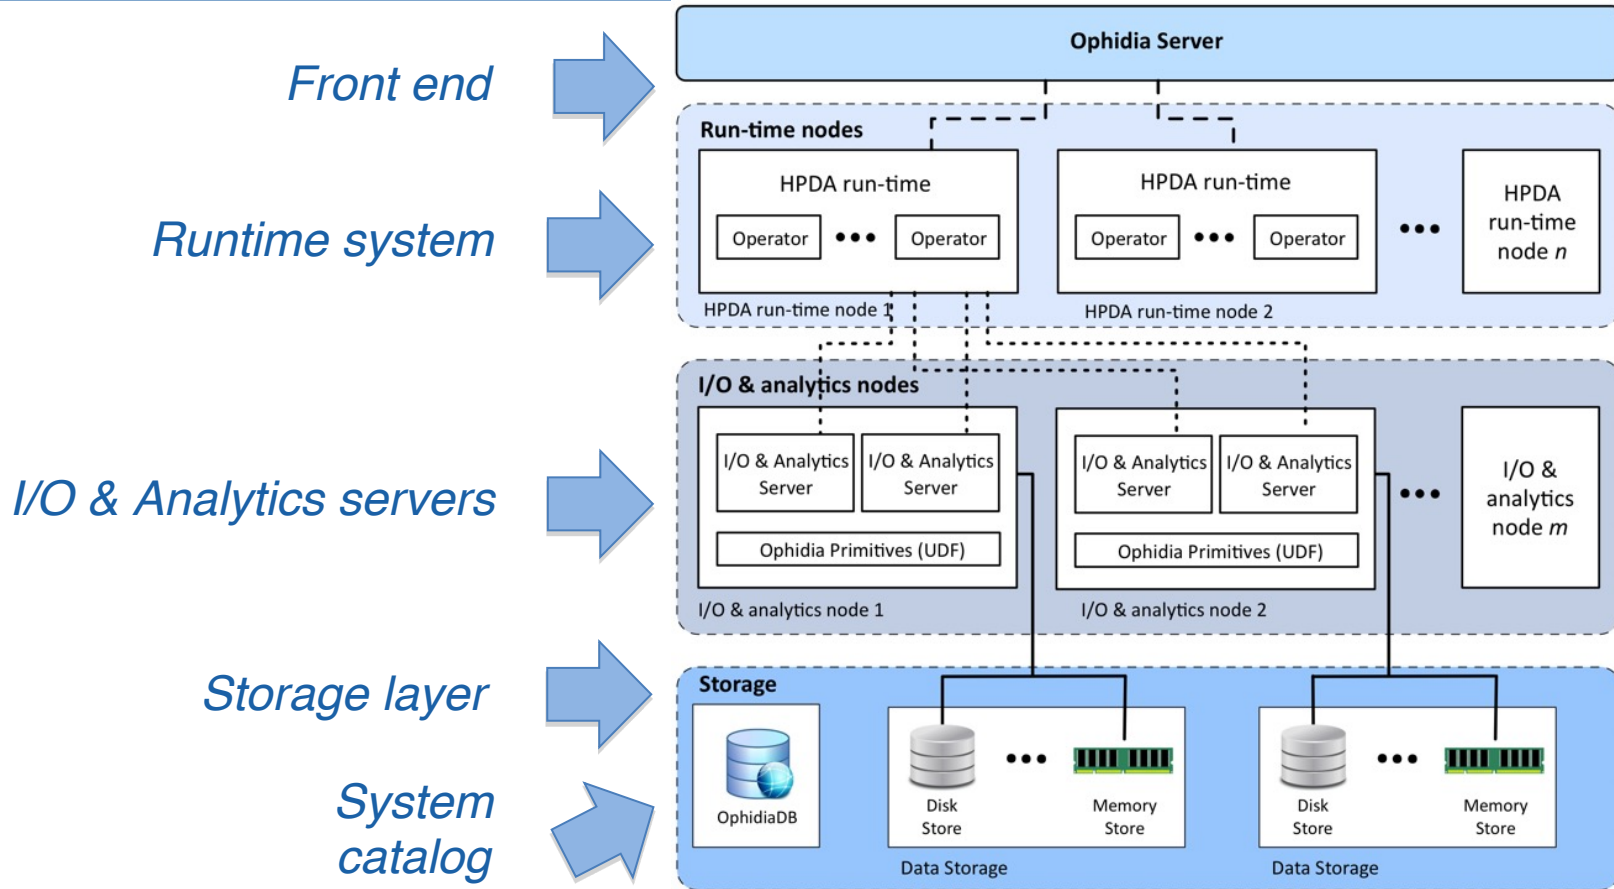 Front end
Runtime system
I/O & Analytics servers
Storage layer
System
catalog
Ophidia Server
Run-time nodes
HPDA run-time
Operator
Operator
HPDA run-time node 1
HPDA run-time
Operator
Operator
HPDA run-time node 2
HPDA
run-time
node n
I/O & analytics nodes
I/O & Analytics
Server
I/O & Analytics
Server
Ophidia Primitives (UDF)
I/O & analytics node 1
I/O & Analytics
Server
I/O & Analytics
Server
Ophidia Primitives (UDF)
I/O & analytics node 2
I/O &
analytics
node m
Storage
OphidiaDB
Disk
Store
Memory
Store
Data Storage
Disk
Store
Memory
Store
Data Storage